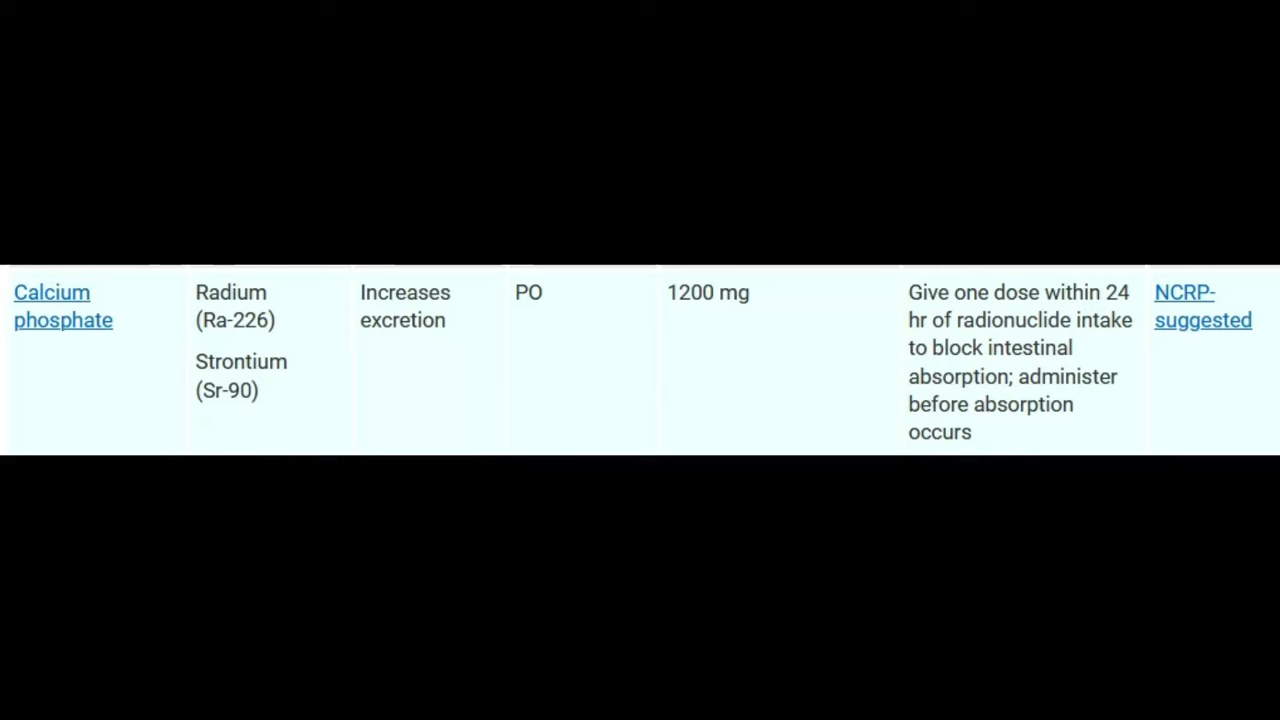 Calcium
phosphate
Radium
(Ra-226)
Strontium
(Sr-90)
Increases
excretion
PO
1200 mg
Give one dose within 24
hr of radionuclide intake
to block intestinal
absorption; administer
before absorption
occurs
NCRP-
suggested